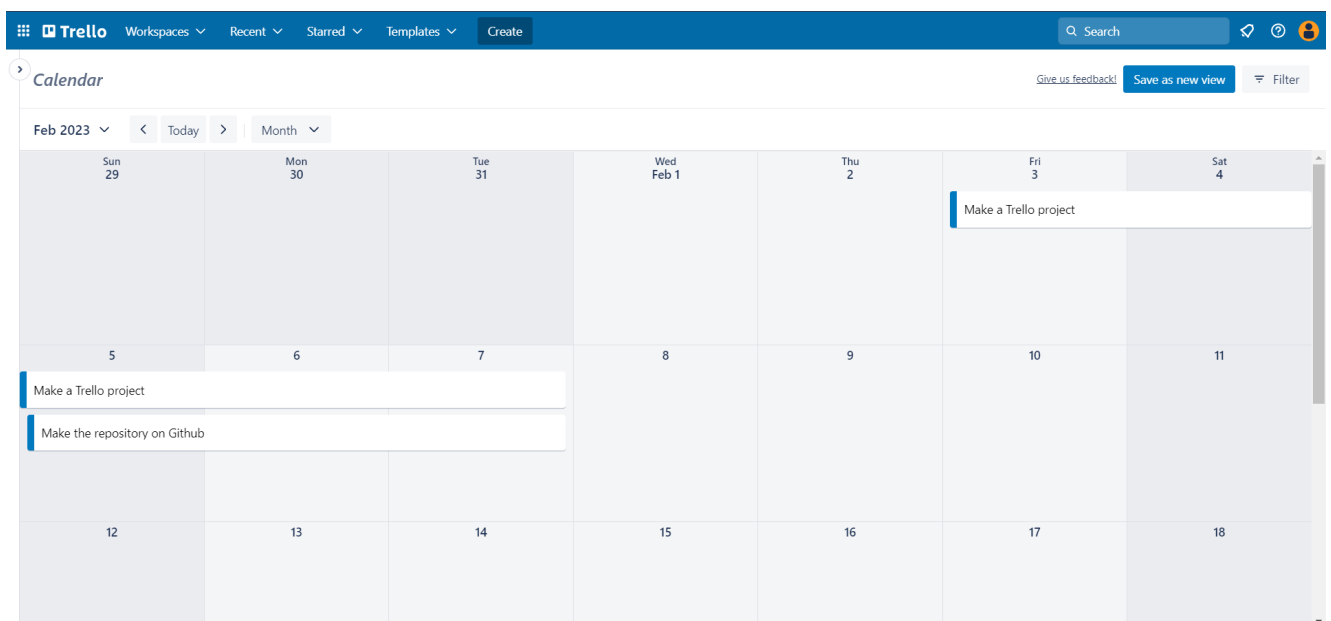 Trello Workspaces Recent Starred Templates Create Search
Calendar Give us feedback! Save as new view Filter
Feb 2023 Today Month
Sun Mon Tue Wed Thu Fri Sat
29 30 31 Feb 1 2 3 4
Make a Trello project
5 6 7 8 9 10 11
Make a Trello project
Make the repository on Github
12 13 14 15 16 17 18